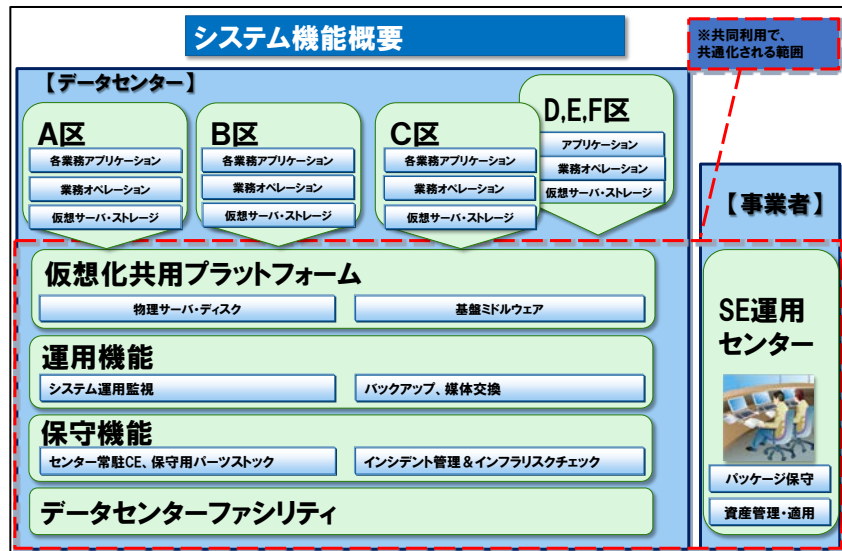 システム機能概要
※共同利用で、
共通化される範囲
【データセンター】
A区
各業務アプリケーション
業務オペレーション
仮想サーバ・ストレージ
B区
各業務アプリケーション
業務オペレーション
仮想サーバ・ストレージ
C区
各業務アプリケーション
業務オペレーション
仮想サーバ・ストレージ
D,E,F区
アプリケーション
業務オペレーション
仮想サーバ・ストレージ
仮想化共用プラットフォーム
物理サーバ・ディスク
基盤ミドルウェア
運用機能
システム運用監視
バックアップ、媒体交換
保守機能
センター常駐CE、保守用パーツストック
インシデント管理＆インフラリスクチェック
データセンターファシリティ
【事業者】
SE運用
センター
パッケージ保守
資産管理・適用